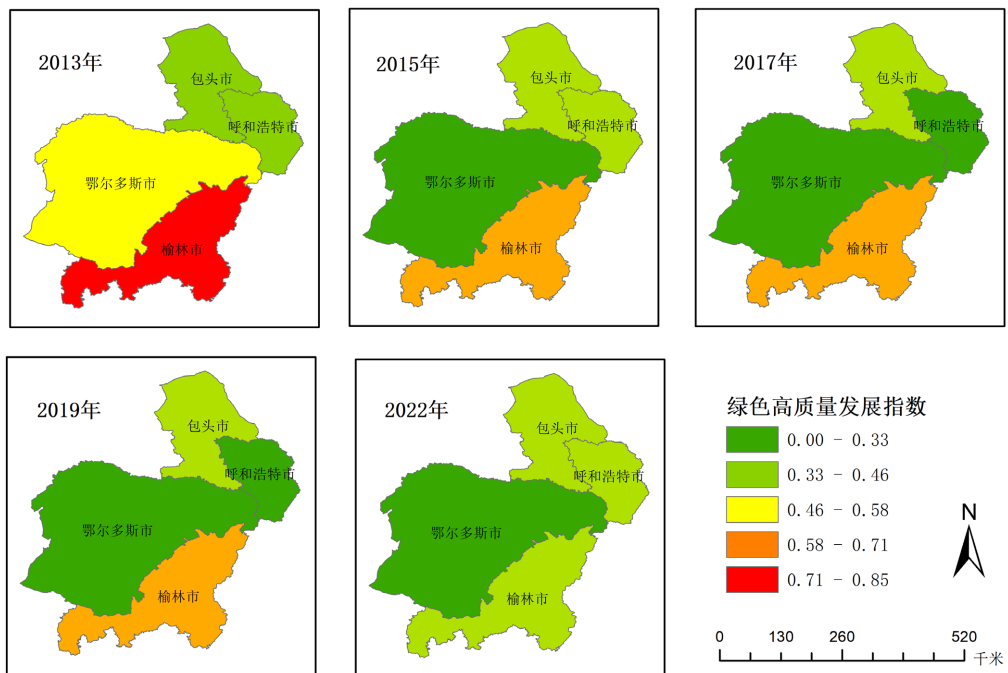 2013年
包头市
呼和浩特市
鄂尔多斯市
榆林市
2015年
包头市
呼和浩特市
鄂尔多斯市
榆林市
2017年
包头市
呼和浩特市
鄂尔多斯市
榆林市
2019年
包头市
呼和浩特市
鄂尔多斯市
榆林市
2022年
包头市
呼和浩特市
鄂尔多斯市
榆林市
绿色高质量发展指数
0.00 - 0.33
0.33 - 0.46
0.46 - 0.58
0.58 - 0.71
0.71 - 0.85
N
0 130 260 520
千米